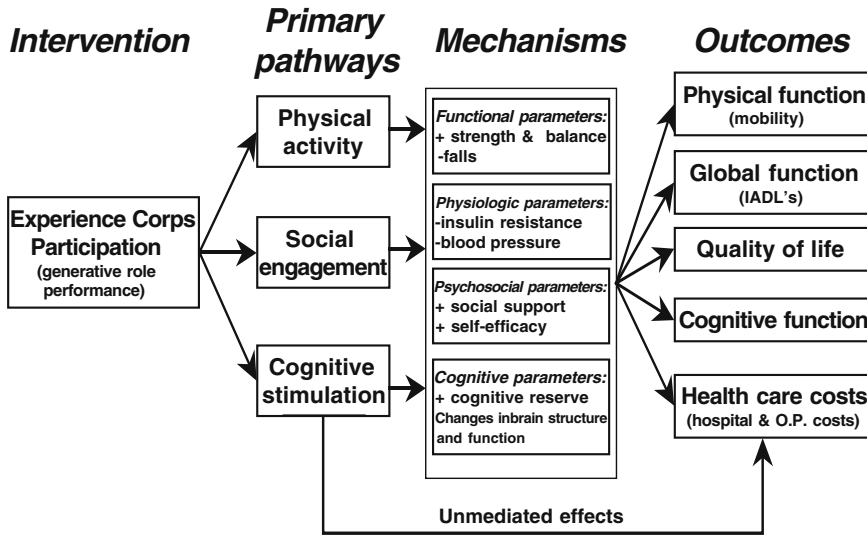 Intervention
Primary
pathways
Mechanisms
Outcomes
Experience Corps
Participation
(generative role
performance)
Physical
activity
Social
engagement
Cognitive
stimulation
Functional parameters:
+ strength & balance
-falls
Physiologic parameters:
-insulin resistance
-blood pressure
Psychosocial parameters:
+ social support
+ self-efficacy
Cognitive parameters:
+ cognitive reserve
Changes inbrain structure
and function
Physical function
(mobility)
Global function
(IADL's)
Quality of life
Cognitive function
Health care costs
(hospital & O.P. costs)
Unmediated effects